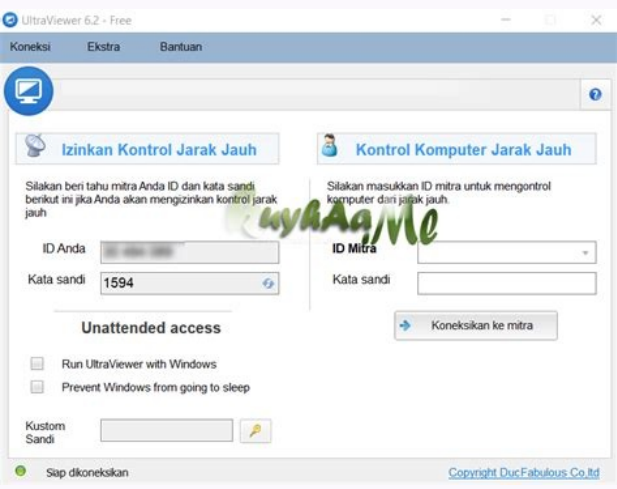 UltraViewer 6.2 - Free
Koneksi Ekstra Bantuan
Izinkan Kontrol Jarak Jauh
Kontrol Komputer Jarak Jauh
Silakan beri tahu mitra Anda ID dan kata sandi
berikut ini jika Anda akan mengizinkan kontrol jarak
jauh
Silakan masukkan ID mitra untuk mengontrol
komputer dari jarak jauh.
KuyhAaMe
ID Anda
ID Mitra
Kata sandi 1594
Kata sandi
Koneksikan ke mitra
Unattended access
Run UltraViewer with Windows
Prevent Windows from going to sleep
Kustom
Sandi
Siap dikoneksikan
Copyright DucFabulous Co,ltd